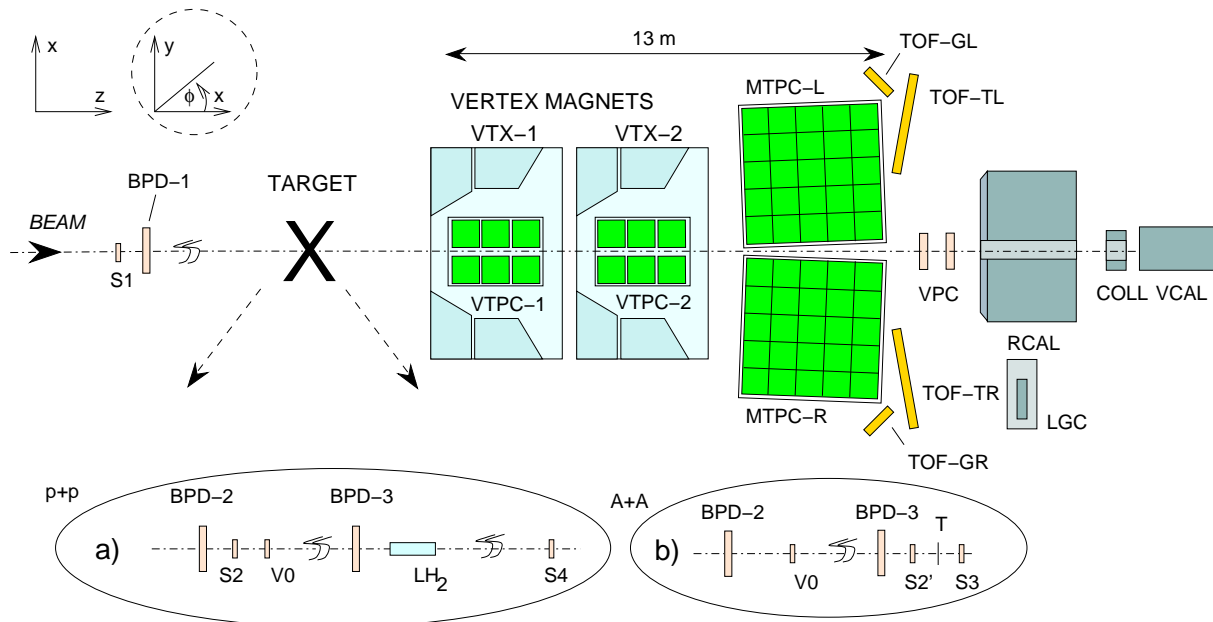 13 m
TOF−GL
x
y
MTPC−L
z
ϕ
x
VERTEX MAGNETS
TOF−TL
VTX−1
VTX−2
BPD−1
TARGET
BEAM
X
S1
VTPC−1
VTPC−2
VPC
COLL
VCAL
RCAL
TOF−TR
MTPC−R
LGC
TOF−GR
p+p
BPD−2
BPD−3
A+A
BPD−2
BPD−3
T
a)
b)
S2
V0
LH2
S4
V0
S2'
S3